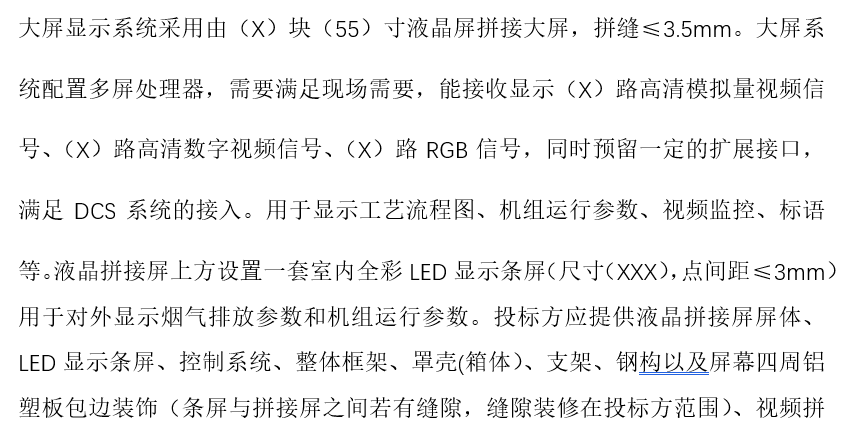 大屏显示系统采用由（X）块（55）寸液晶屏拼接大屏，拼缝≤3.5mm。大屏系
统配置多屏处理器，需要满足现场需要，能接收显示（X）路高清模拟量视频信
号、（X）路高清数字视频信号、（X）路 RGB 信号，同时预留一定的扩展接口，
满足 DCS 系统的接入。用于显示工艺流程图、机组运行参数、视频监控、标语
等。液晶拼接屏上方设置一套室内全彩 LED 显示条屏（尺寸（XXX），点间距≤3mm）
用于对外显示烟气排放参数和机组运行参数。投标方应提供液晶拼接屏屏体、
LED 显示条屏、控制系统、整体框架、罩壳(箱体）、支架、钢构以及屏幕四周铝
塑板包边装饰（条屏与拼接屏之间若有缝隙，缝隙装修在投标方范围）、视频拼